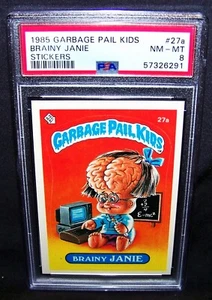 1985 GARBAGE PAIL KIDS #27a
BRAINY JANIE NM-MT
STICKERS PSA 8
57326291
27a
GARBAGE PAIL KIDS
E=mc²
BRAINY JANIE